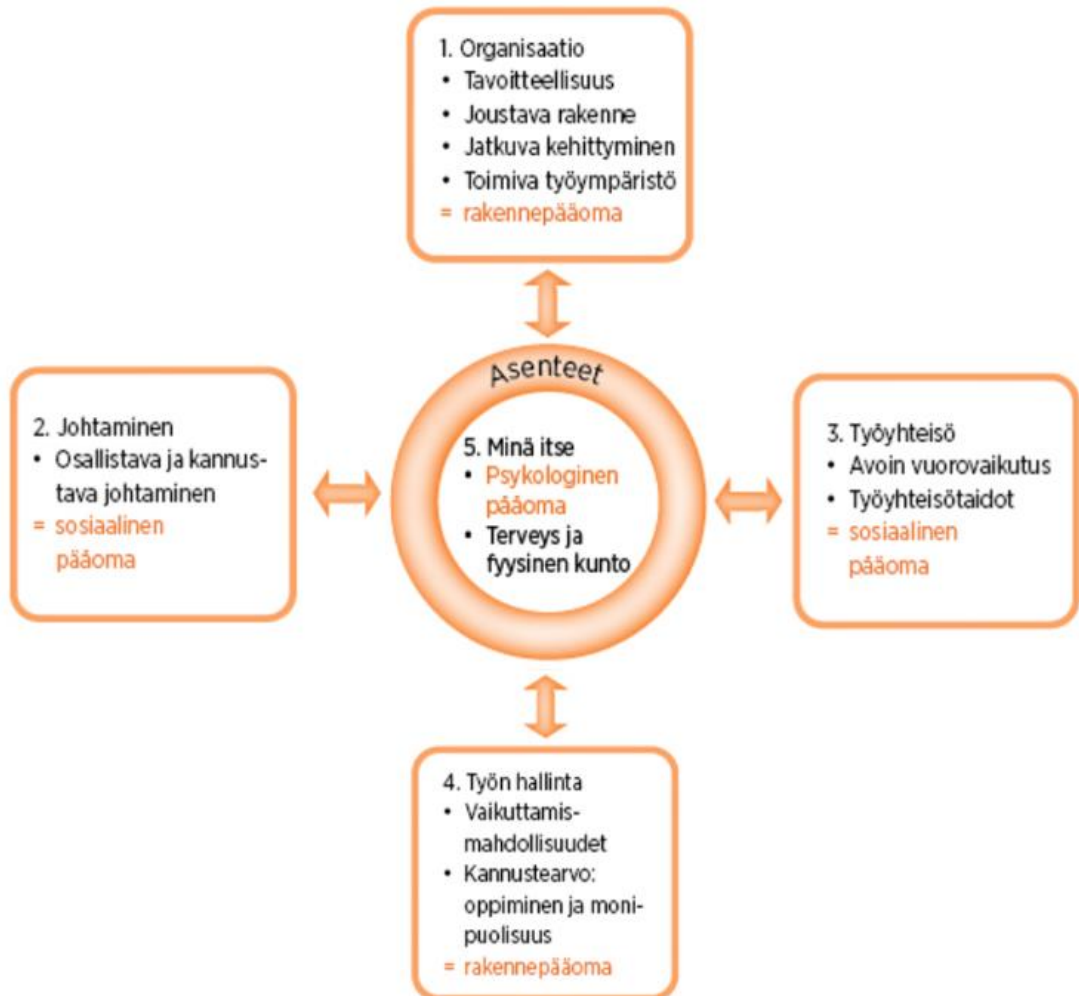 1. Organisaatio
• Tavoitteellisuus
• Joustava rakenne
• Jatkuva kehittyminen
• Toimiva työympäristö
= rakennepääoma
Asenteet
2. Johtaminen
• Osallistava ja kannus-
tava johtaminen
= sosiaalinen
pääoma
5. Minä itse
• Psykologinen
pääoma
• Terveys ja
fyysinen kunto
3. Työyhteisö
• Avoin vuorovaikutus
• Työyhteisötaidot
= sosiaalinen
pääoma
4. Työn hallinta
• Vaikuttamis-
mahdollisuudet
• Kannustearvo:
oppiminen ja moni-
puolisuus
= rakennepääoma